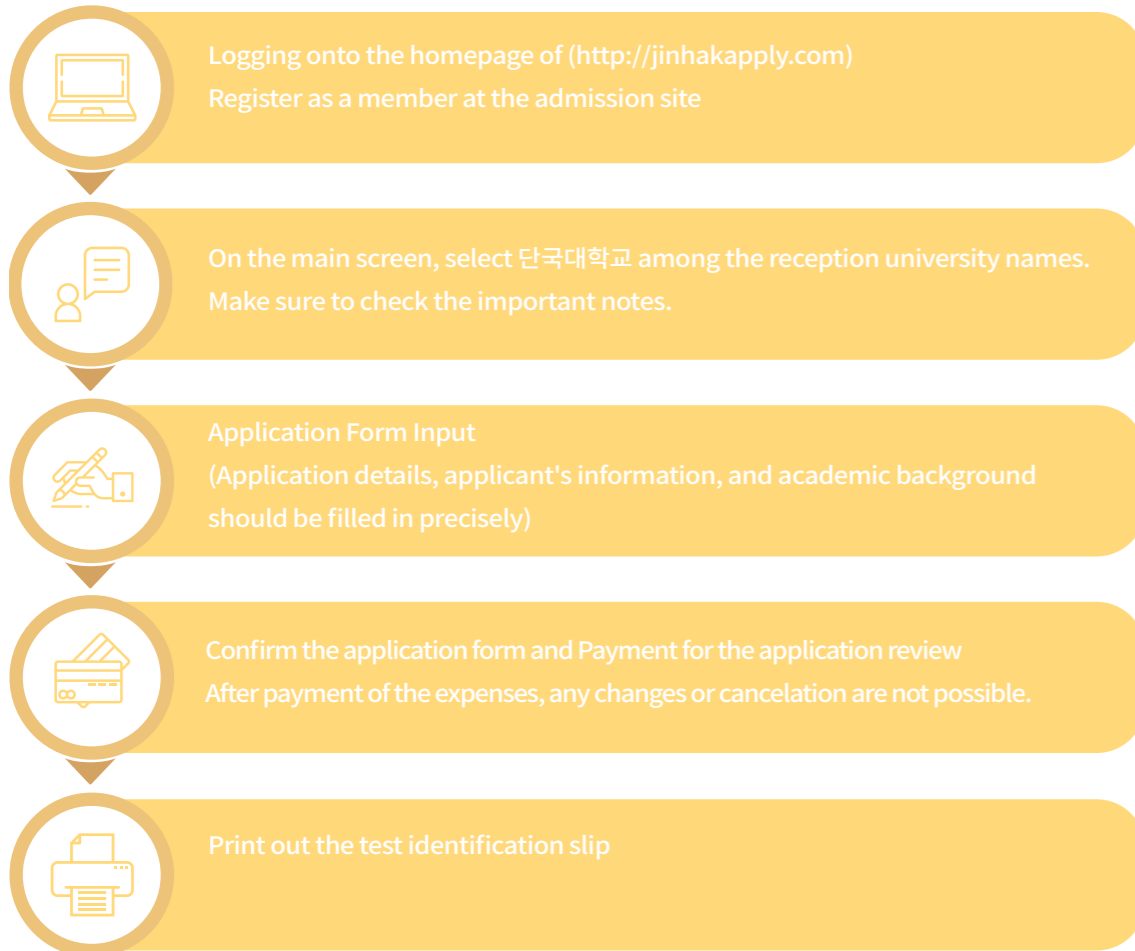 Logging onto the homepage of (http://jinhakapply.com)
Register as a member at the admission site
On the main screen, select 단국대학교 among the reception university names.
Make sure to check the important notes.
Application Form Input
(Application details, applicant's information, and academic background
should be filled in precisely)
Confirm the application form and Payment for the application review
After payment of the expenses, any changes or cancelation are not possible.
Print out the test identification slip